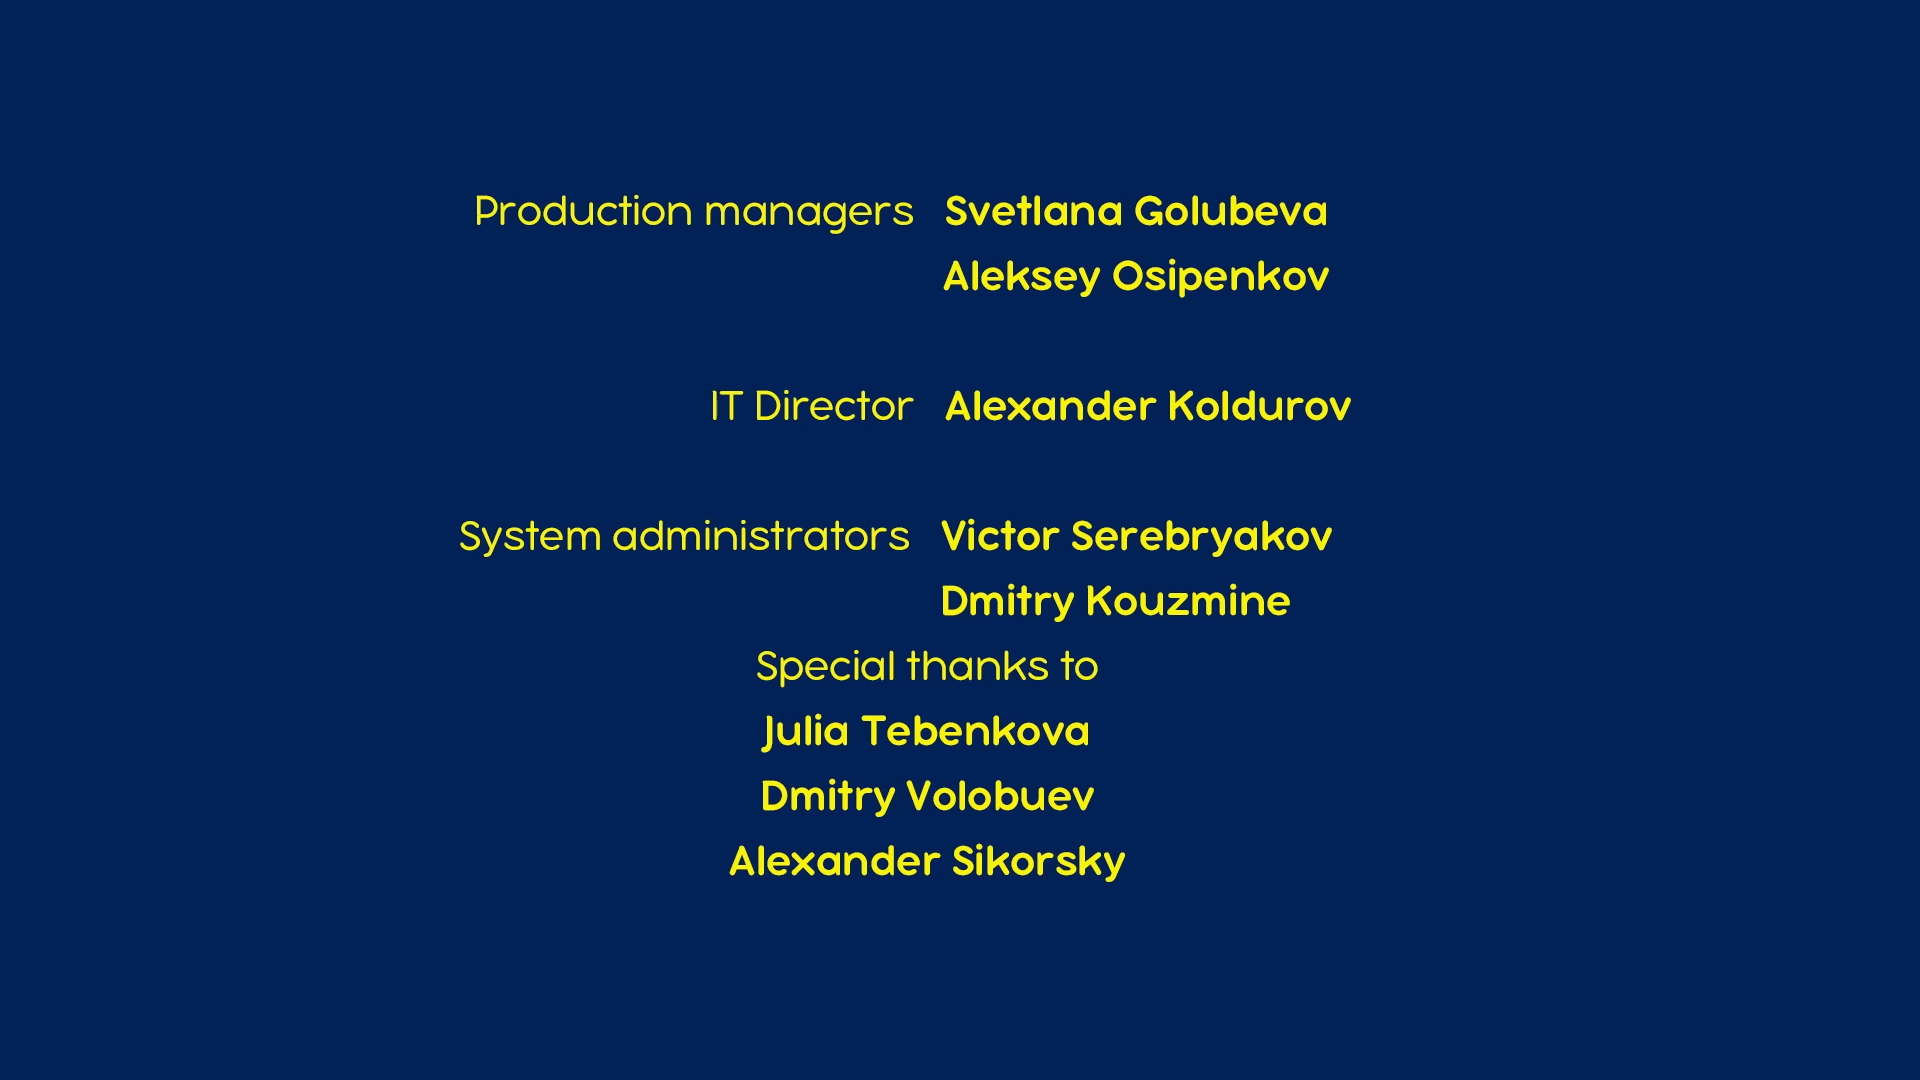 Production managers Svetlana Golubeva
Aleksey Osipenkov
IT Director Alexander Koldurov
System administrators Victor Serebryakov
Dmitry Kouzmine
Special thanks to
Julia Tebenkova
Dmitry Volobuev
Alexander Sikorsky